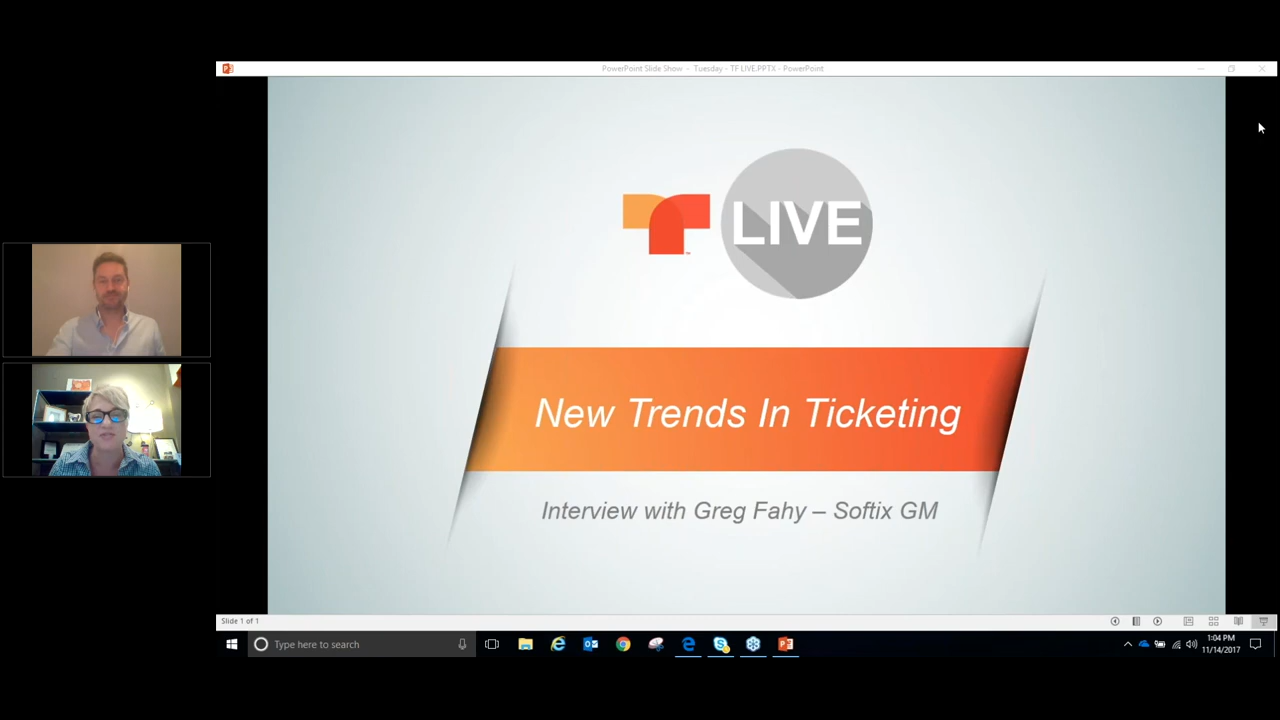 PowerPoint Slide Show - Tuesday - TF LIVE.PPTX - PowerPoint
LIVE
™
New Trends In Ticketing
Interview with Greg Fahy – Softix GM
Slide 1 of 1
Type here to search
1:04 PM
11/14/2017